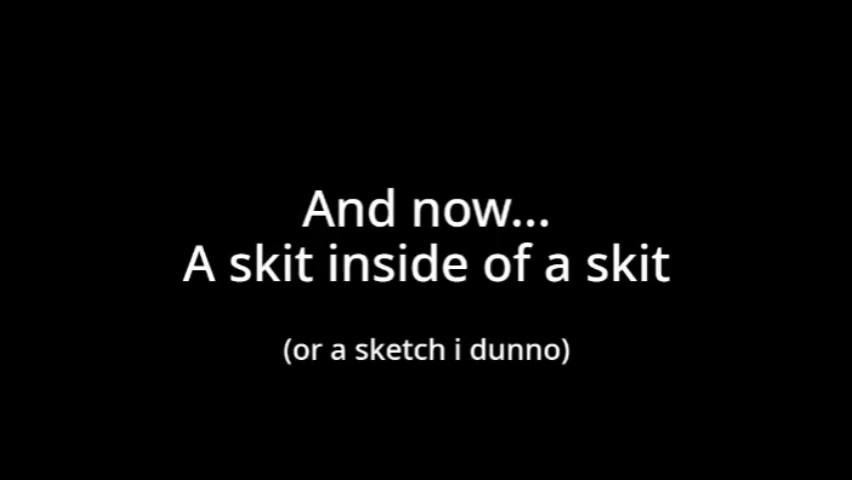 And now...
A skit inside of a skit
(or a sketch i dunno)